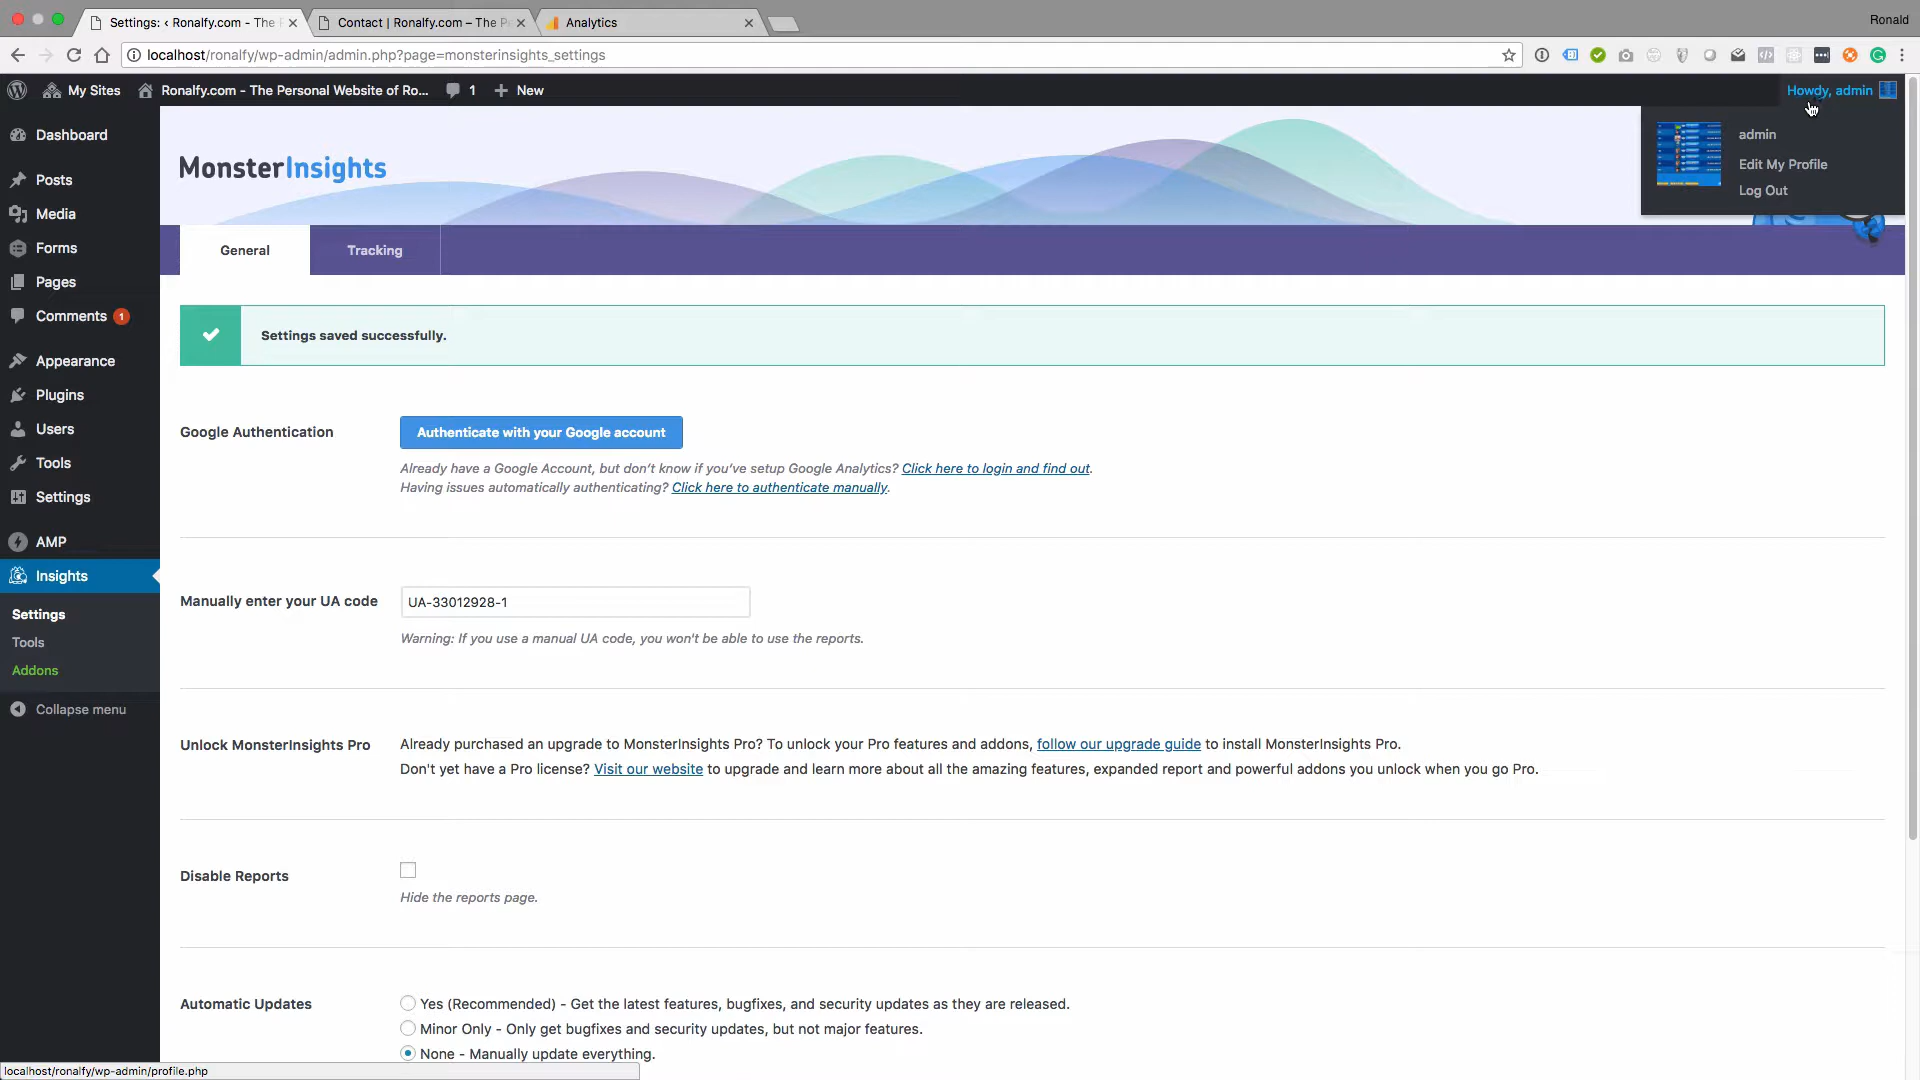 Settings: ‹ Ronalfy.com - The
Contact | Ronalfy.com – The P
Analytics
Ronald
localhost/ronalfy/wp-admin/admin.php?page=monsterinsights_settings
My Sites
Ronalfy.com - The Personal Website of Ro...
1
New
Howdy, admin
admin
Edit My Profile
Log Out
Dashboard
Posts
Media
Forms
Pages
Comments 1
Appearance
Plugins
Users
Tools
Settings
AMP
Insights
Settings
Tools
Addons
Collapse menu
MonsterInsights
General
Tracking
Settings saved successfully.
Google Authentication
Authenticate with your Google account
Already have a Google Account, but don't know if you've setup Google Analytics? Click here to login and find out.
Having issues automatically authenticating? Click here to authenticate manually.
Manually enter your UA code
UA-33012928-1
Warning: If you use a manual UA code, you won't be able to use the reports.
Unlock MonsterInsights Pro
Already purchased an upgrade to MonsterInsights Pro? To unlock your Pro features and addons, follow our upgrade guide to install MonsterInsights Pro.
Don't yet have a Pro license? Visit our website to upgrade and learn more about all the amazing features, expanded report and powerful addons you unlock when you go Pro.
Disable Reports
Hide the reports page.
Automatic Updates
Yes (Recommended) - Get the latest features, bugfixes, and security updates as they are released.
Minor Only - Only get bugfixes and security updates, but not major features.
None - Manually update everything.
localhost/ronalfy/wp-admin/profile.php